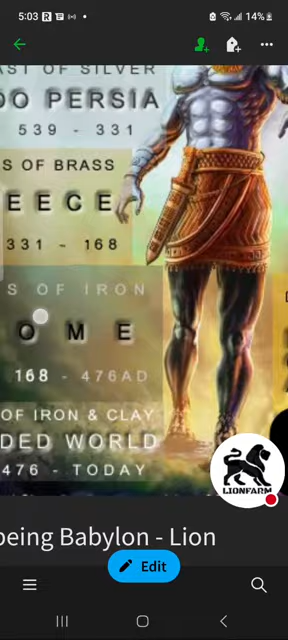 5:03
14%
AST OF SILVER
DO PERSIA
539 - 331
S OF BRASS
EECE
331 - 168
S OF IRON
OME
168 - 476AD
OF IRON & CLAY
DED WORLD
476 - TODAY
LIONFARM
being Babylon - Lion
Edit